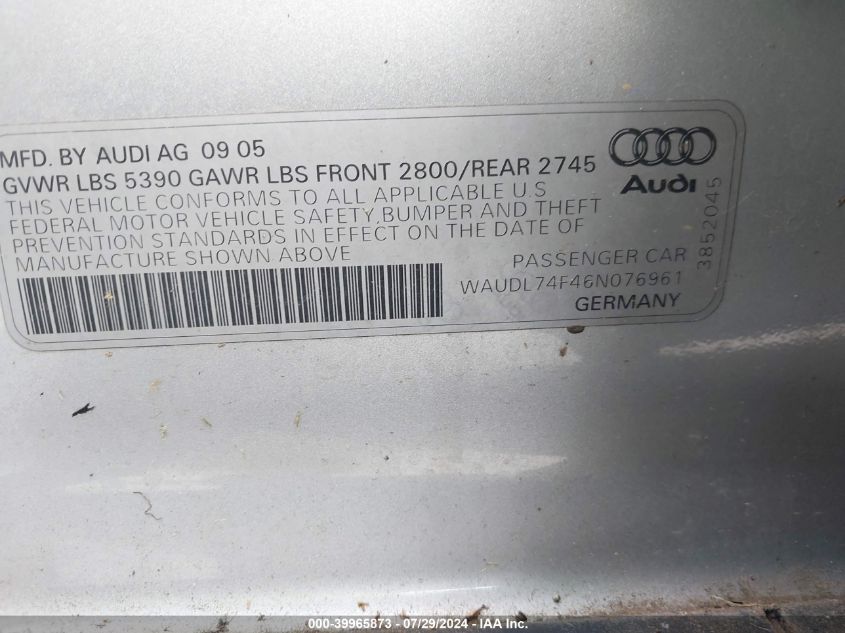 MFD. BY AUDI AG 09 05
GVWR LBS 5390 GAWR LBS FRONT 2800/REAR 2745
THIS VEHICLE CONFORMS TO ALL APPLICABLE U.S
FEDERAL MOTOR VEHICLE SAFETY,BUMPER AND THEFT
PREVENTION STANDARDS IN EFFECT ON THE DATE OF
MANUFACTURE SHOWN ABOVE
Audi
3852045
PASSENGER CAR
WAUDL74F46N076961
GERMANY
000-39965873 - 07/29/2024 - IAA Inc.